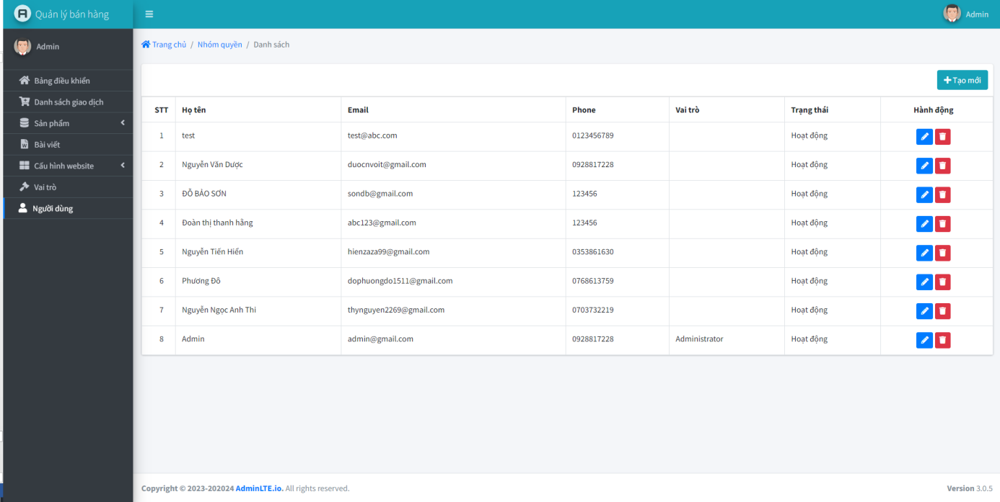 Quản lý bán hàng
Admin
Admin
Bảng điều khiển
Danh sách giao dịch
Sản phẩm
Bài viết
Cấu hình website
Vai trò
Người dùng
Trang chủ / Nhóm quyền / Danh sách
Tạo mới
STT Họ tên Email Phone Vai trò Trạng thái Hành động
1 test test@abc.com 0123456789 Hoạt động
2 Nguyễn Văn Dược duocnvoit@gmail.com 0928817228 Hoạt động
3 ĐỖ BẢO SƠN sondb@gmail.com 123456 Hoạt động
4 Đoàn thị thanh hằng abc123@gmail.com 123456 Hoạt động
5 Nguyễn Tiến Hiển hienzaza99@gmail.com 0353861630 Hoạt động
6 Phương Đô dophuongdo1511@gmail.com 0768613759 Hoạt động
7 Nguyễn Ngọc Anh Thi thynguyen2269@gmail.com 0703732219 Hoạt động
8 Admin admin@gmail.com 0928817228 Administrator Hoạt động
Copyright © 2023-202024 AdminLTE.io. All rights reserved.
Version 3.0.5